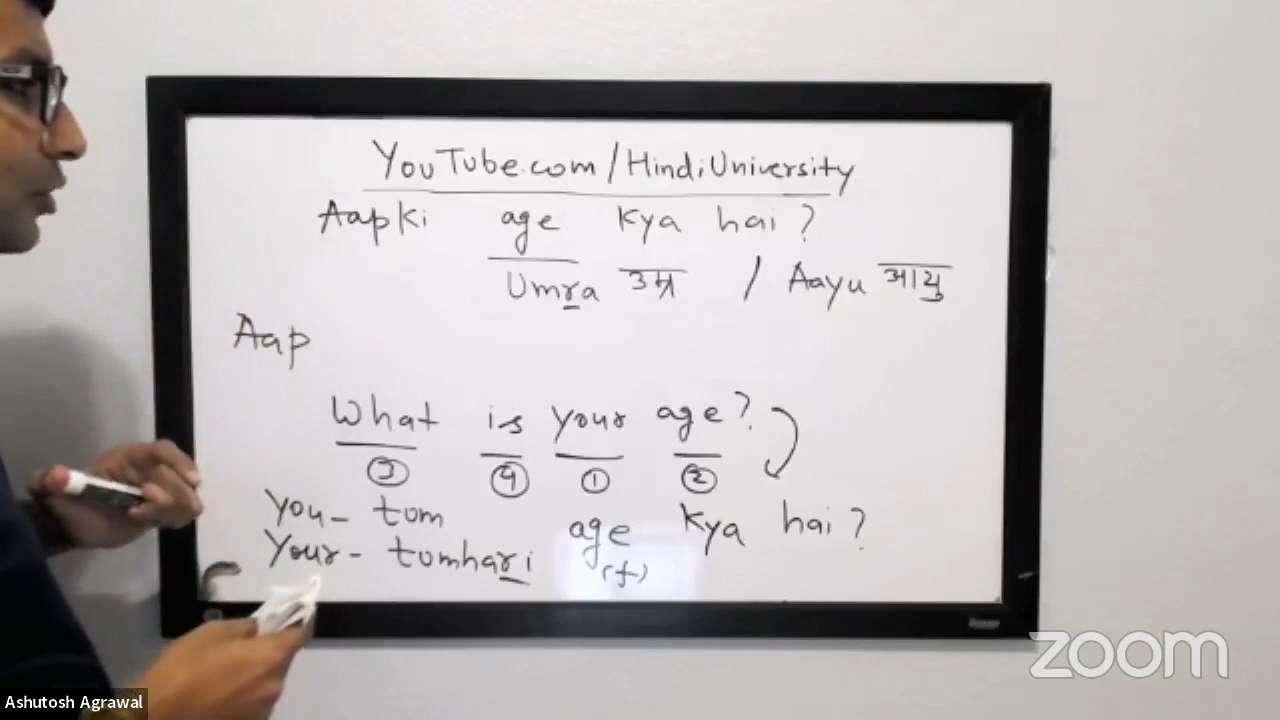 YouTube.com/HindiUniversity
Aapki age kya hai?
Umra उम्र / Aayu आयु
Aap
What is your age?
③ ④ ① ②
You - tom
Your - tomhari age kya hai?
(f)
zoom
Ashutosh Agrawal